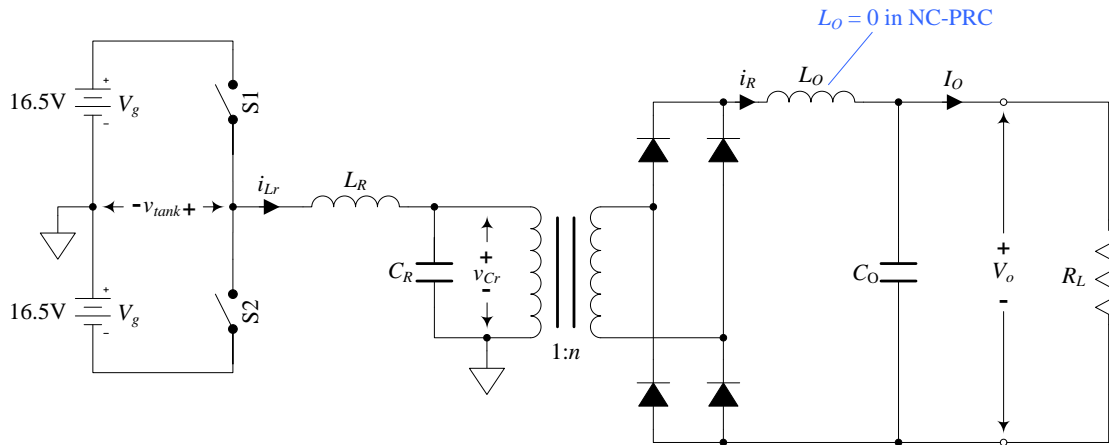 L_O = 0 in NC-PRC
i_R
L_O
I_O
+
16.5V
V_g
-
S1
i_Lr
L_R
-v_tank+
C_R
+
v_Cr
-
C_O
+
V_o
-
R_L
+
16.5V
V_g
-
S2
1:n